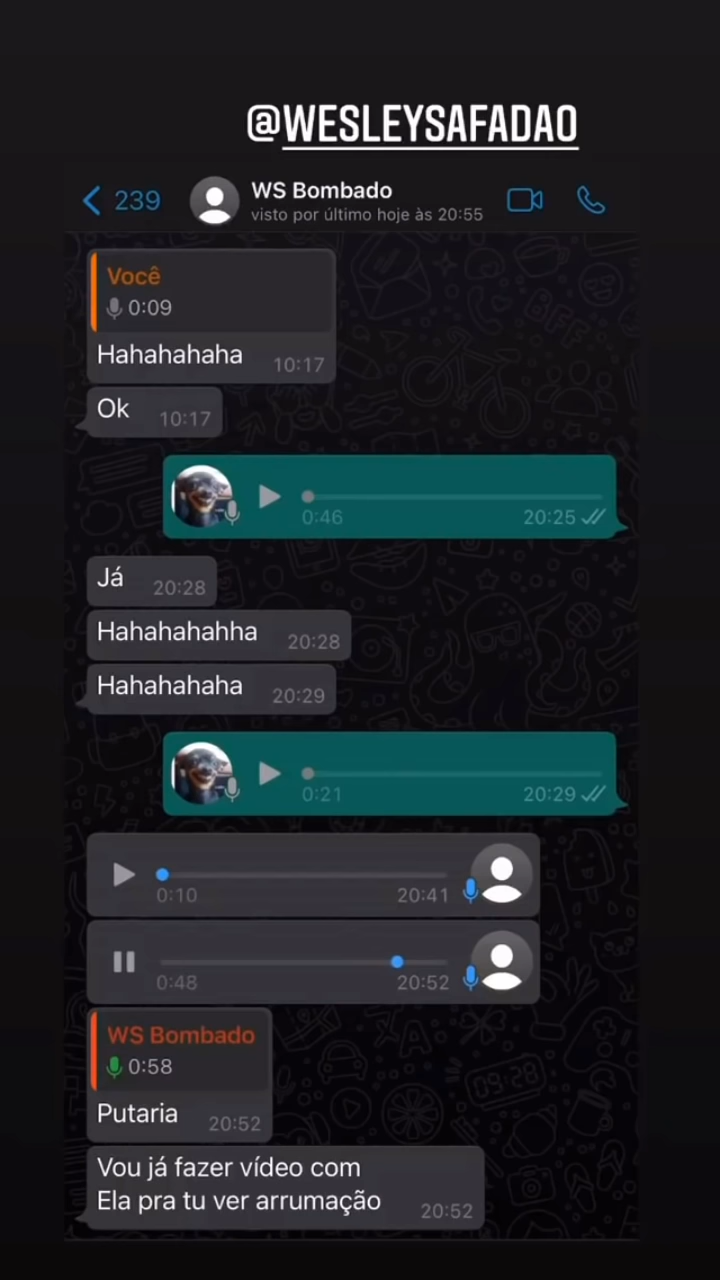 @WESLEYSAFADAO
239
WS Bombado
visto por último hoje às 20:55
Você
0:09
Hahahahaha 10:17
Ok 10:17
0:46 20:25
Já 20:28
Hahahahahha 20:28
Hahahahaha 20:29
0:21 20:29
0:10 20:41
0:48 20:52
WS Bombado
0:58
Putaria 20:52
Vou já fazer vídeo com
Ela pra tu ver arrumação 20:52